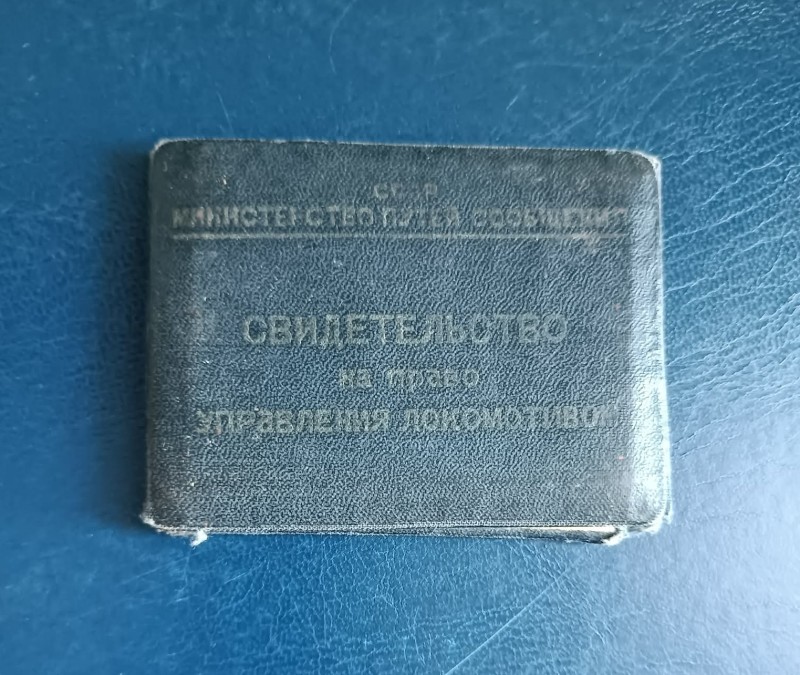 СССР
МИНИСТЕРСТВО ПУТЕЙ СООБЩЕНИЯ
СВИДЕТЕЛЬСТВО
на право
УПРАВЛЕНИЯ ЛОКОМОТИВОМ